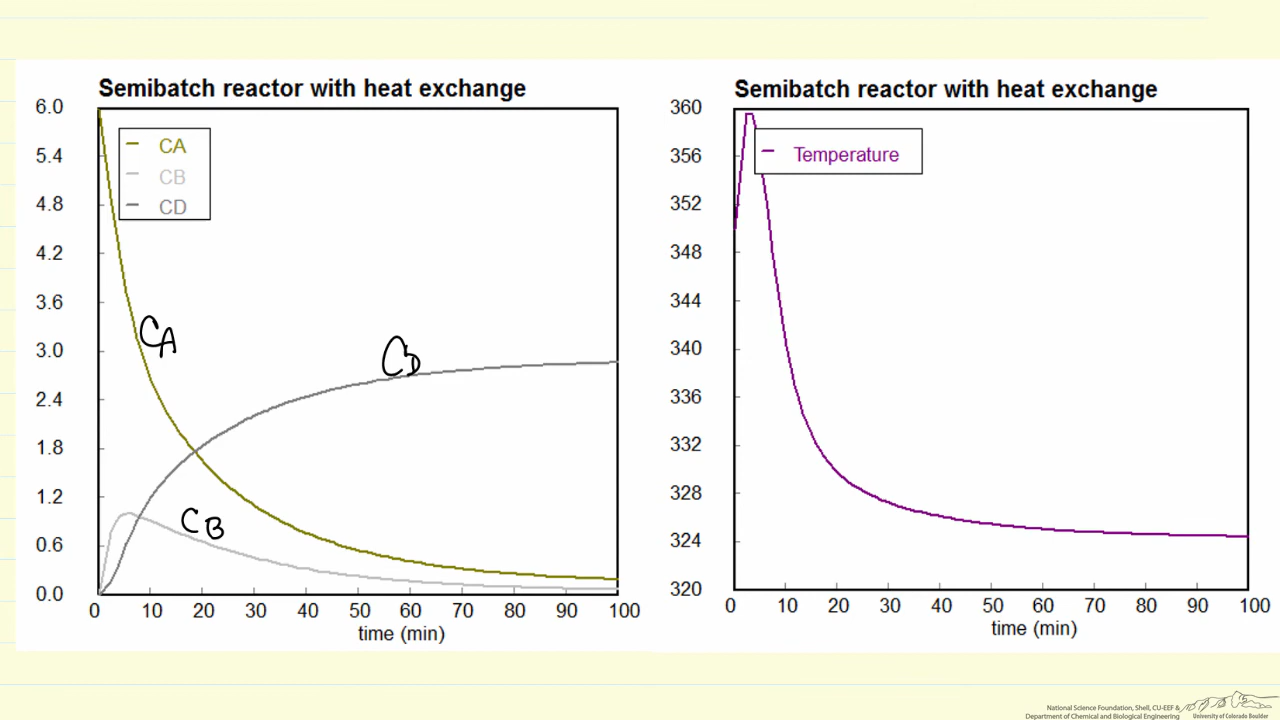 Semibatch reactor with heat exchange
6.0
5.4
4.8
4.2
3.6
3.0
2.4
1.8
1.2
0.6
0.0
CA
CB
CD
CA
CD
CB
0 10 20 30 40 50 60 70 80 90 100
time (min)
Semibatch reactor with heat exchange
360
356
352
348
344
340
336
332
328
324
320
Temperature
0 10 20 30 40 50 60 70 80 90 100
time (min)
National Science Foundation, Shell, CU-EEF &
Department of Chemical and Biological Engineering
University of Colorado Boulder